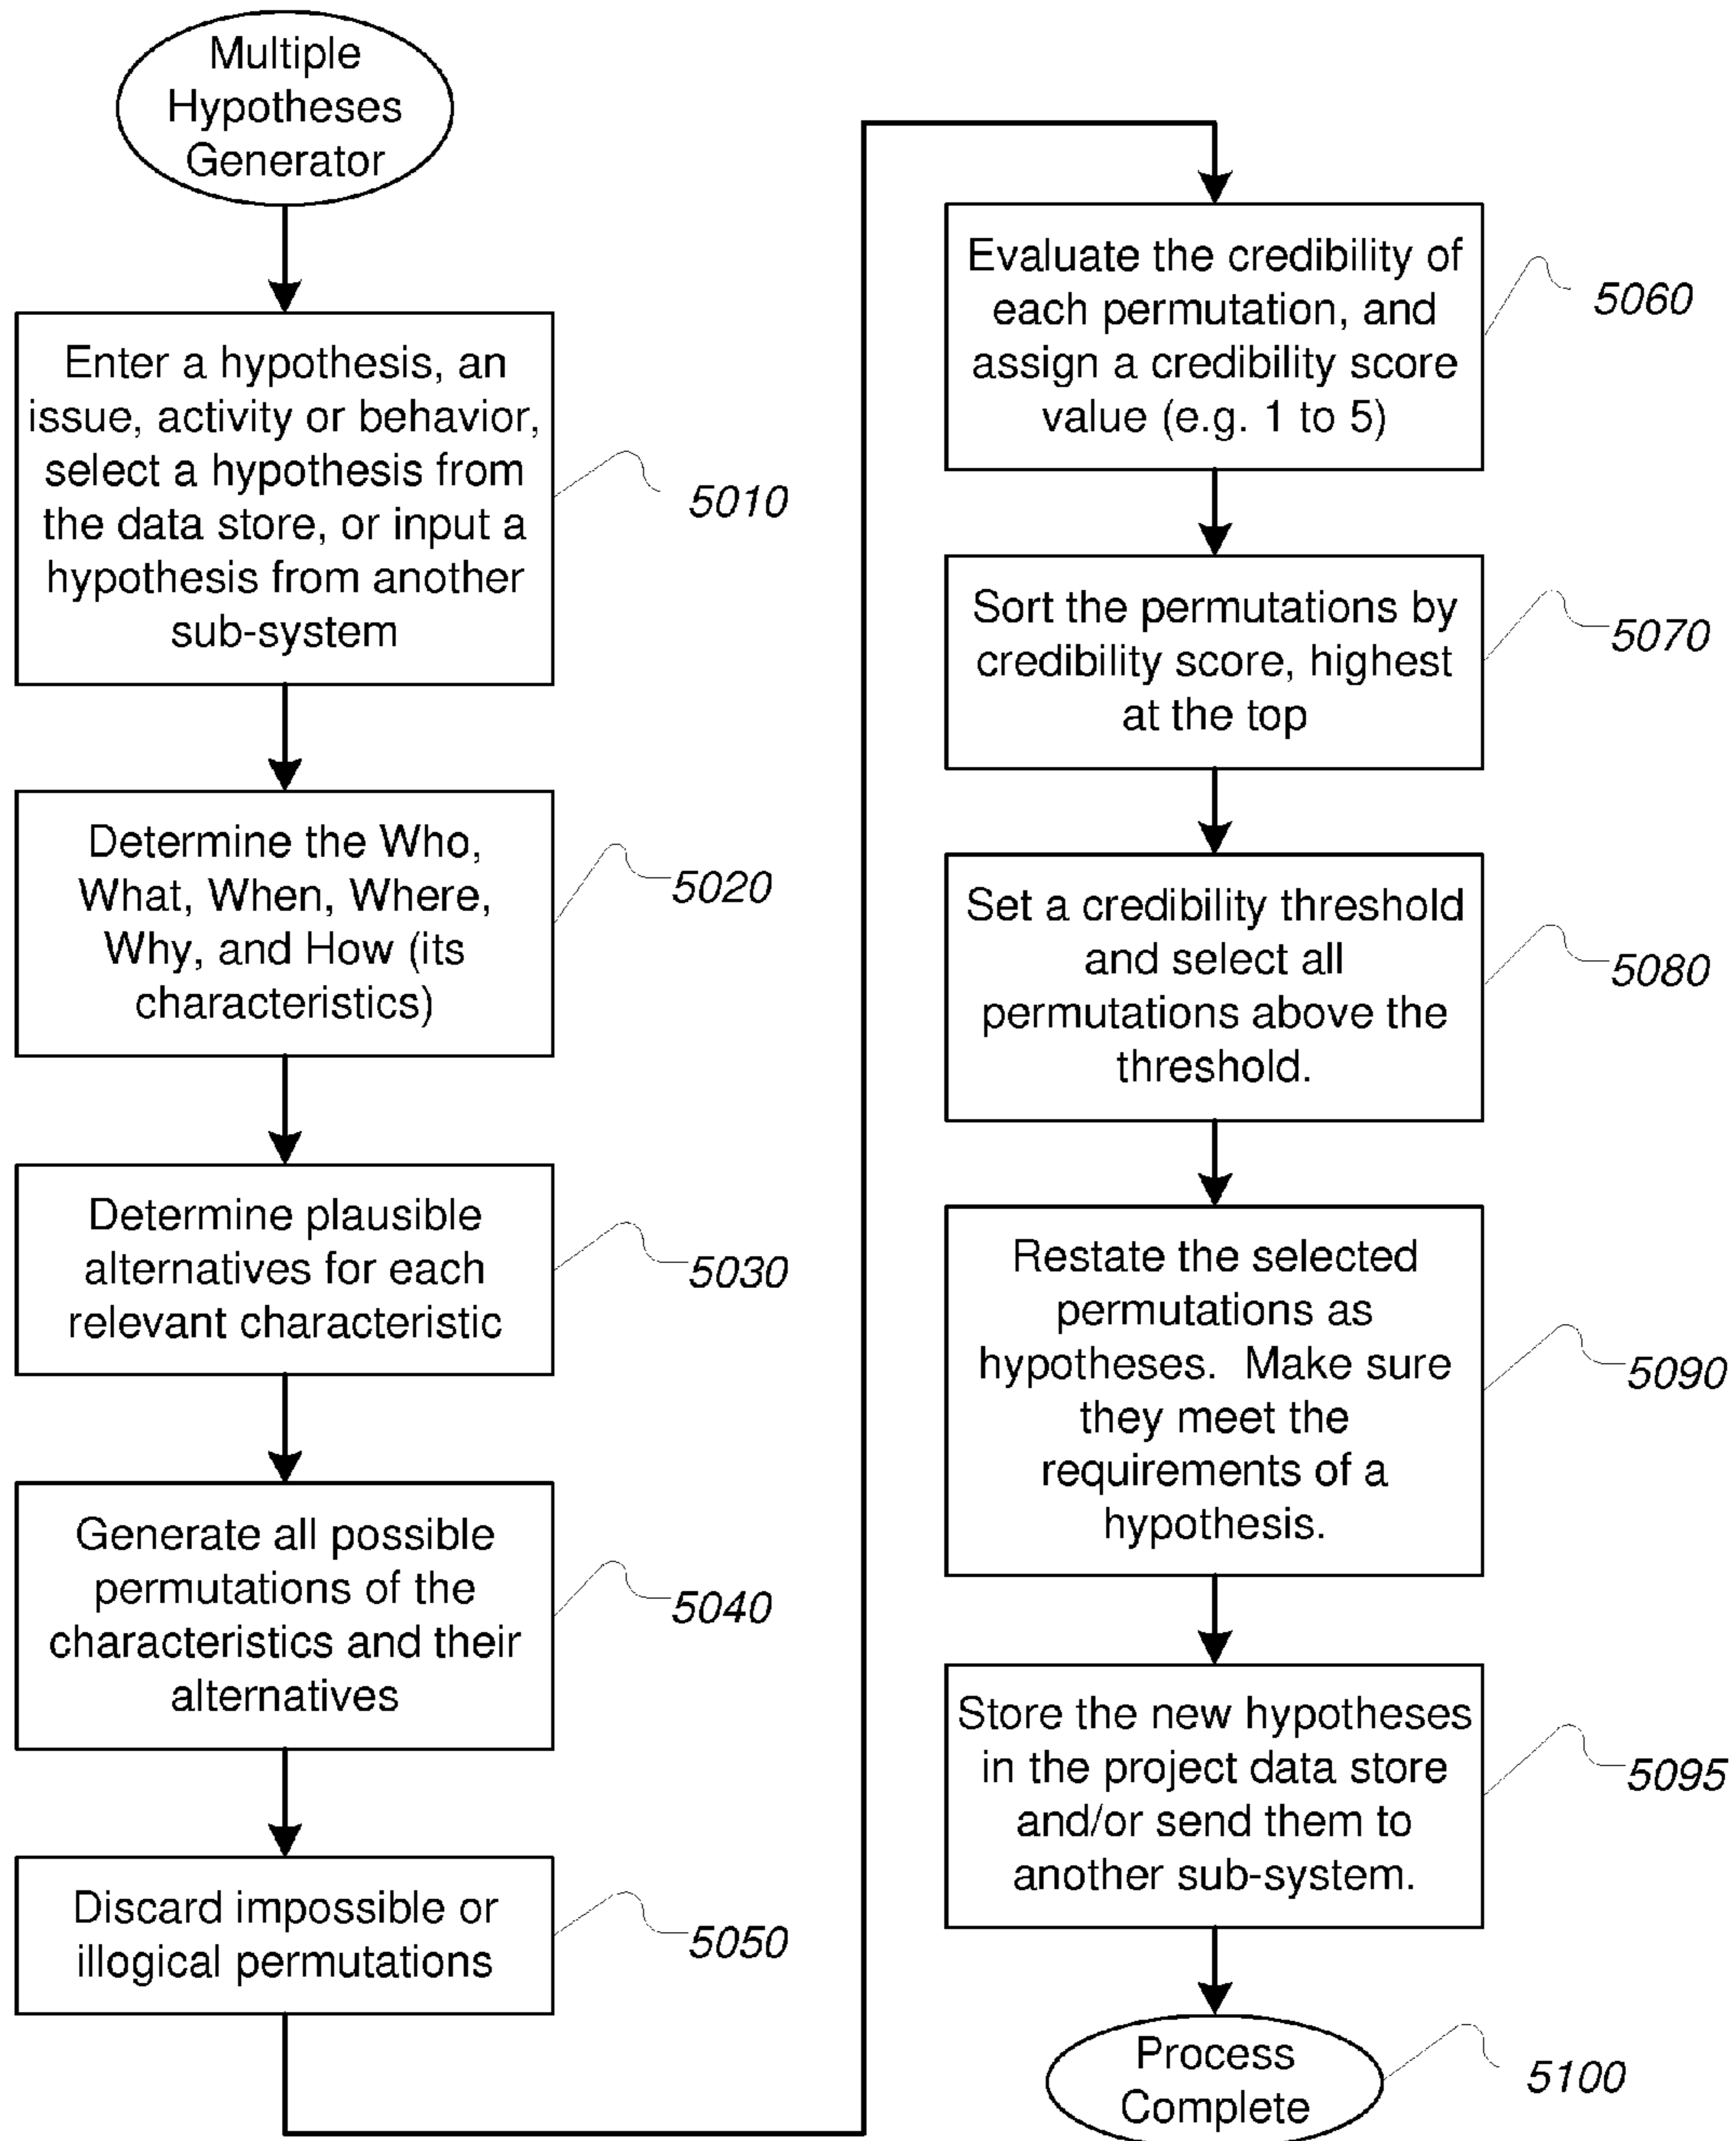 Multiple
Hypotheses
Generator
Enter a hypothesis, an
issue, activity or behavior,
select a hypothesis from
the data store, or input a
hypothesis from another
sub-system
5010
Determine the Who,
What, When, Where,
Why, and How (its
characteristics)
5020
Determine plausible
alternatives for each
relevant characteristic
5030
Generate all possible
permutations of the
characteristics and their
alternatives
5040
Discard impossible or
illogical permutations
5050
Evaluate the credibility of
each permutation, and
assign a credibility score
value (e.g. 1 to 5)
5060
Sort the permutations by
credibility score, highest
at the top
5070
Set a credibility threshold
and select all
permutations above the
threshold.
5080
Restate the selected
permutations as
hypotheses. Make sure
they meet the
requirements of a
hypothesis.
5090
Store the new hypotheses
in the project data store
and/or send them to
another sub-system.
5095
Process
Complete
5100